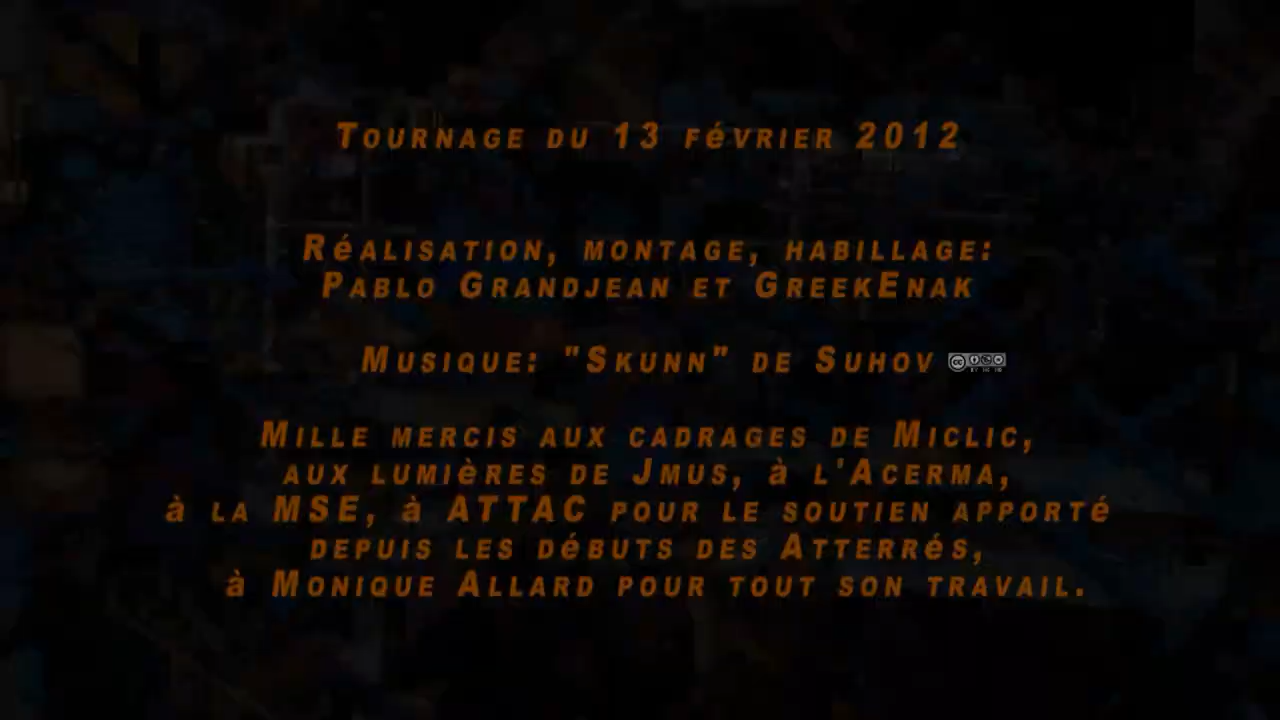 Tournage du 13 février 2012
Réalisation, montage, habillage:
Pablo Grandjean et GreekEnak
Musique: "Skunn" de Suhov
Mille mercis aux cadrages de Miclic,
aux lumières de Jmus, à l'Acerma,
à la MSE, à ATTAC pour le soutien apporté
depuis les débuts des Atterrés,
à Monique Allard pour tout son travail.